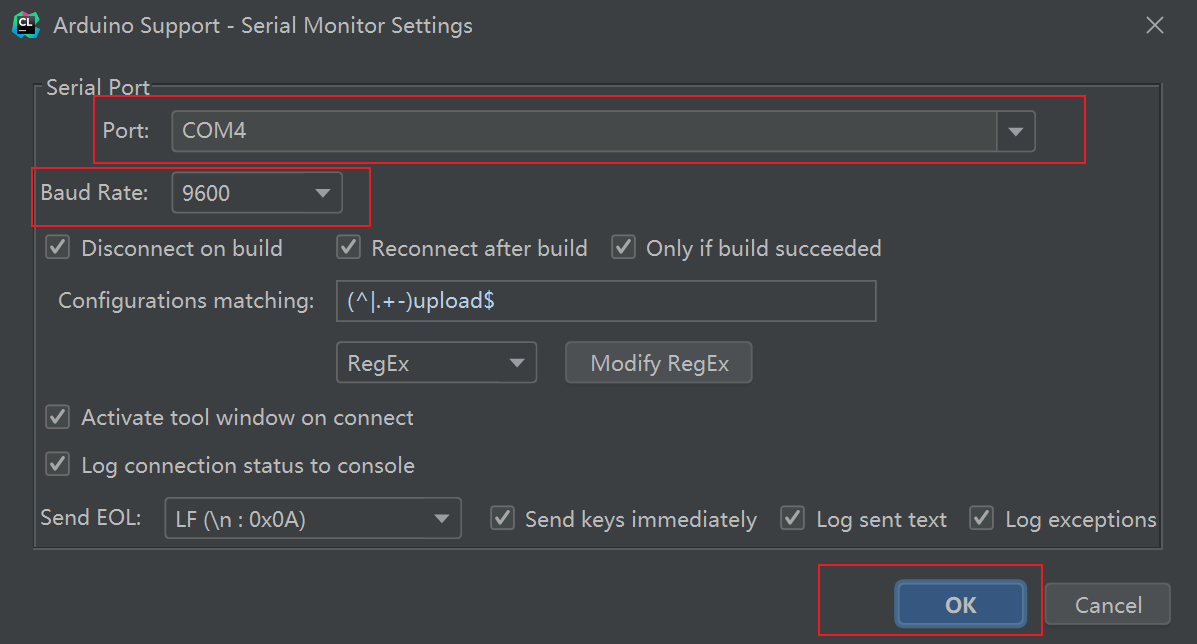 CL
Arduino Support - Serial Monitor Settings
Serial Port
Port: COM4
Baud Rate: 9600
Disconnect on build Reconnect after build Only if build succeeded
Configurations matching: (^|.+-)upload$
RegEx Modify RegEx
Activate tool window on connect
Log connection status to console
Send EOL: LF (\n : 0x0A) Send keys immediately Log sent text Log exceptions
OK Cancel